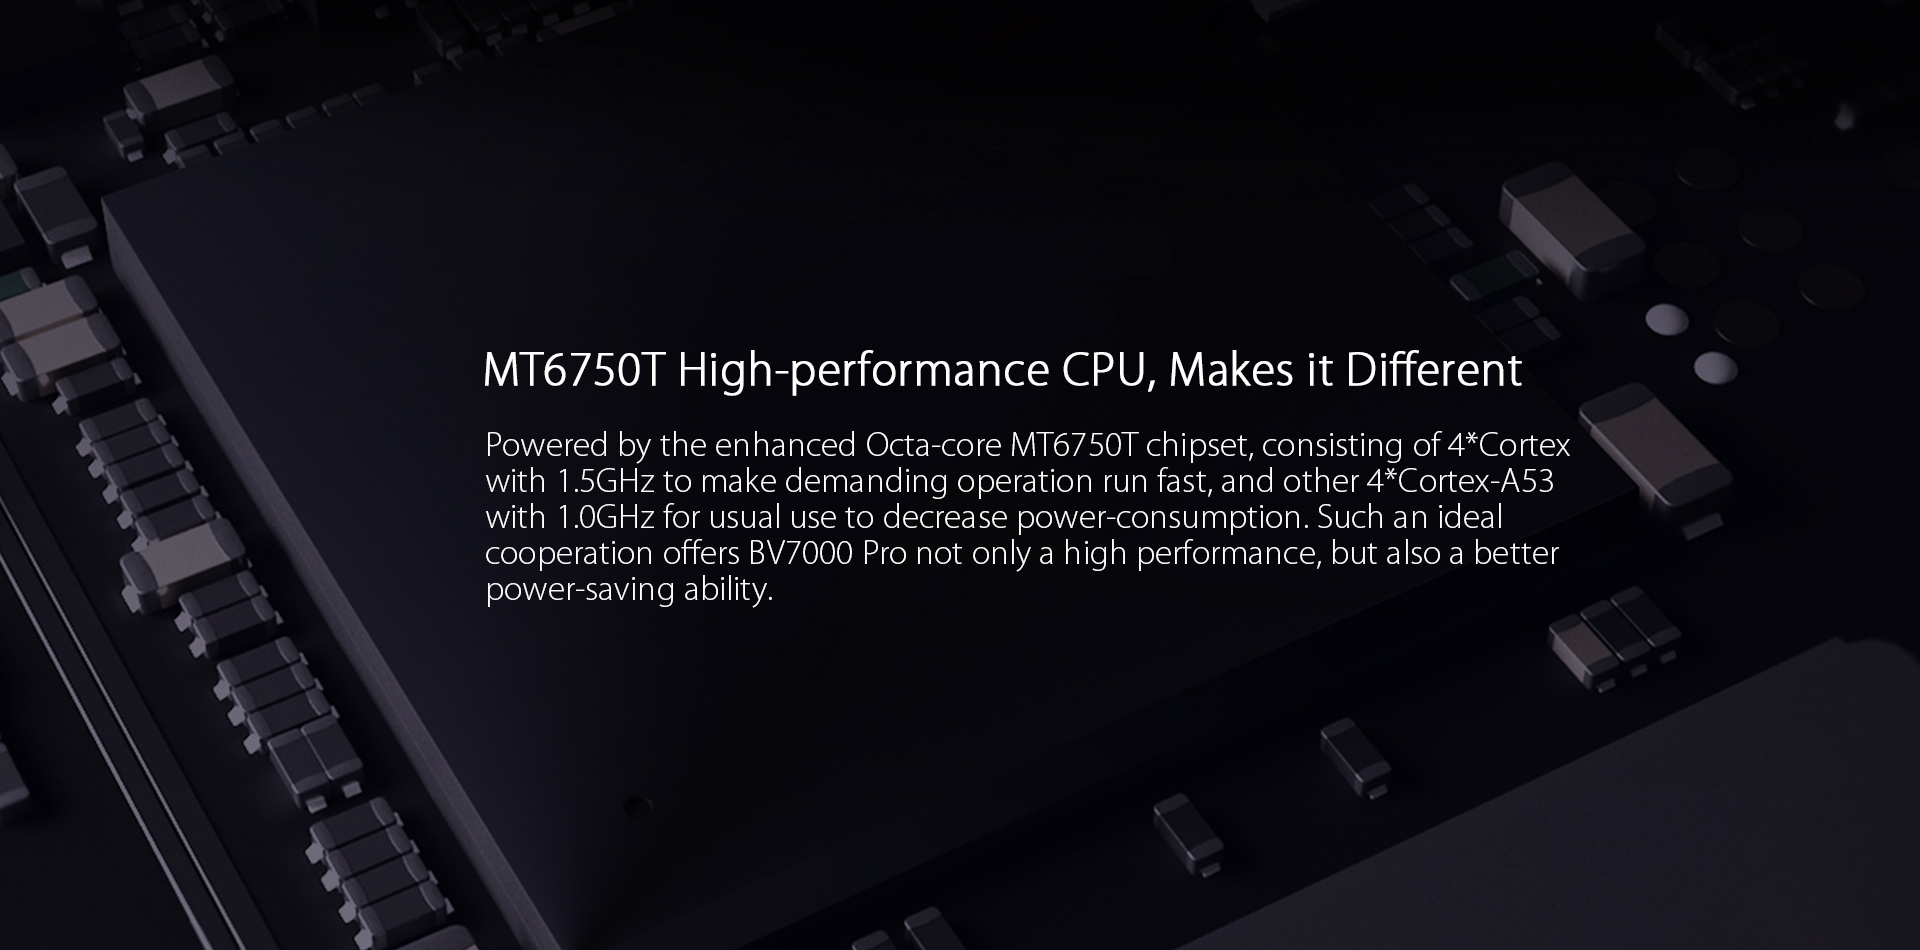 MT6750T High-performance CPU, Makes it Different
Powered by the enhanced Octa-core MT6750T chipset, consisting of 4*Cortex
with 1.5GHz to make demanding operation run fast, and other 4*Cortex-A53
with 1.0GHz for usual use to decrease power-consumption. Such an ideal
cooperation offers BV7000 Pro not only a high performance, but also a better
power-saving ability.